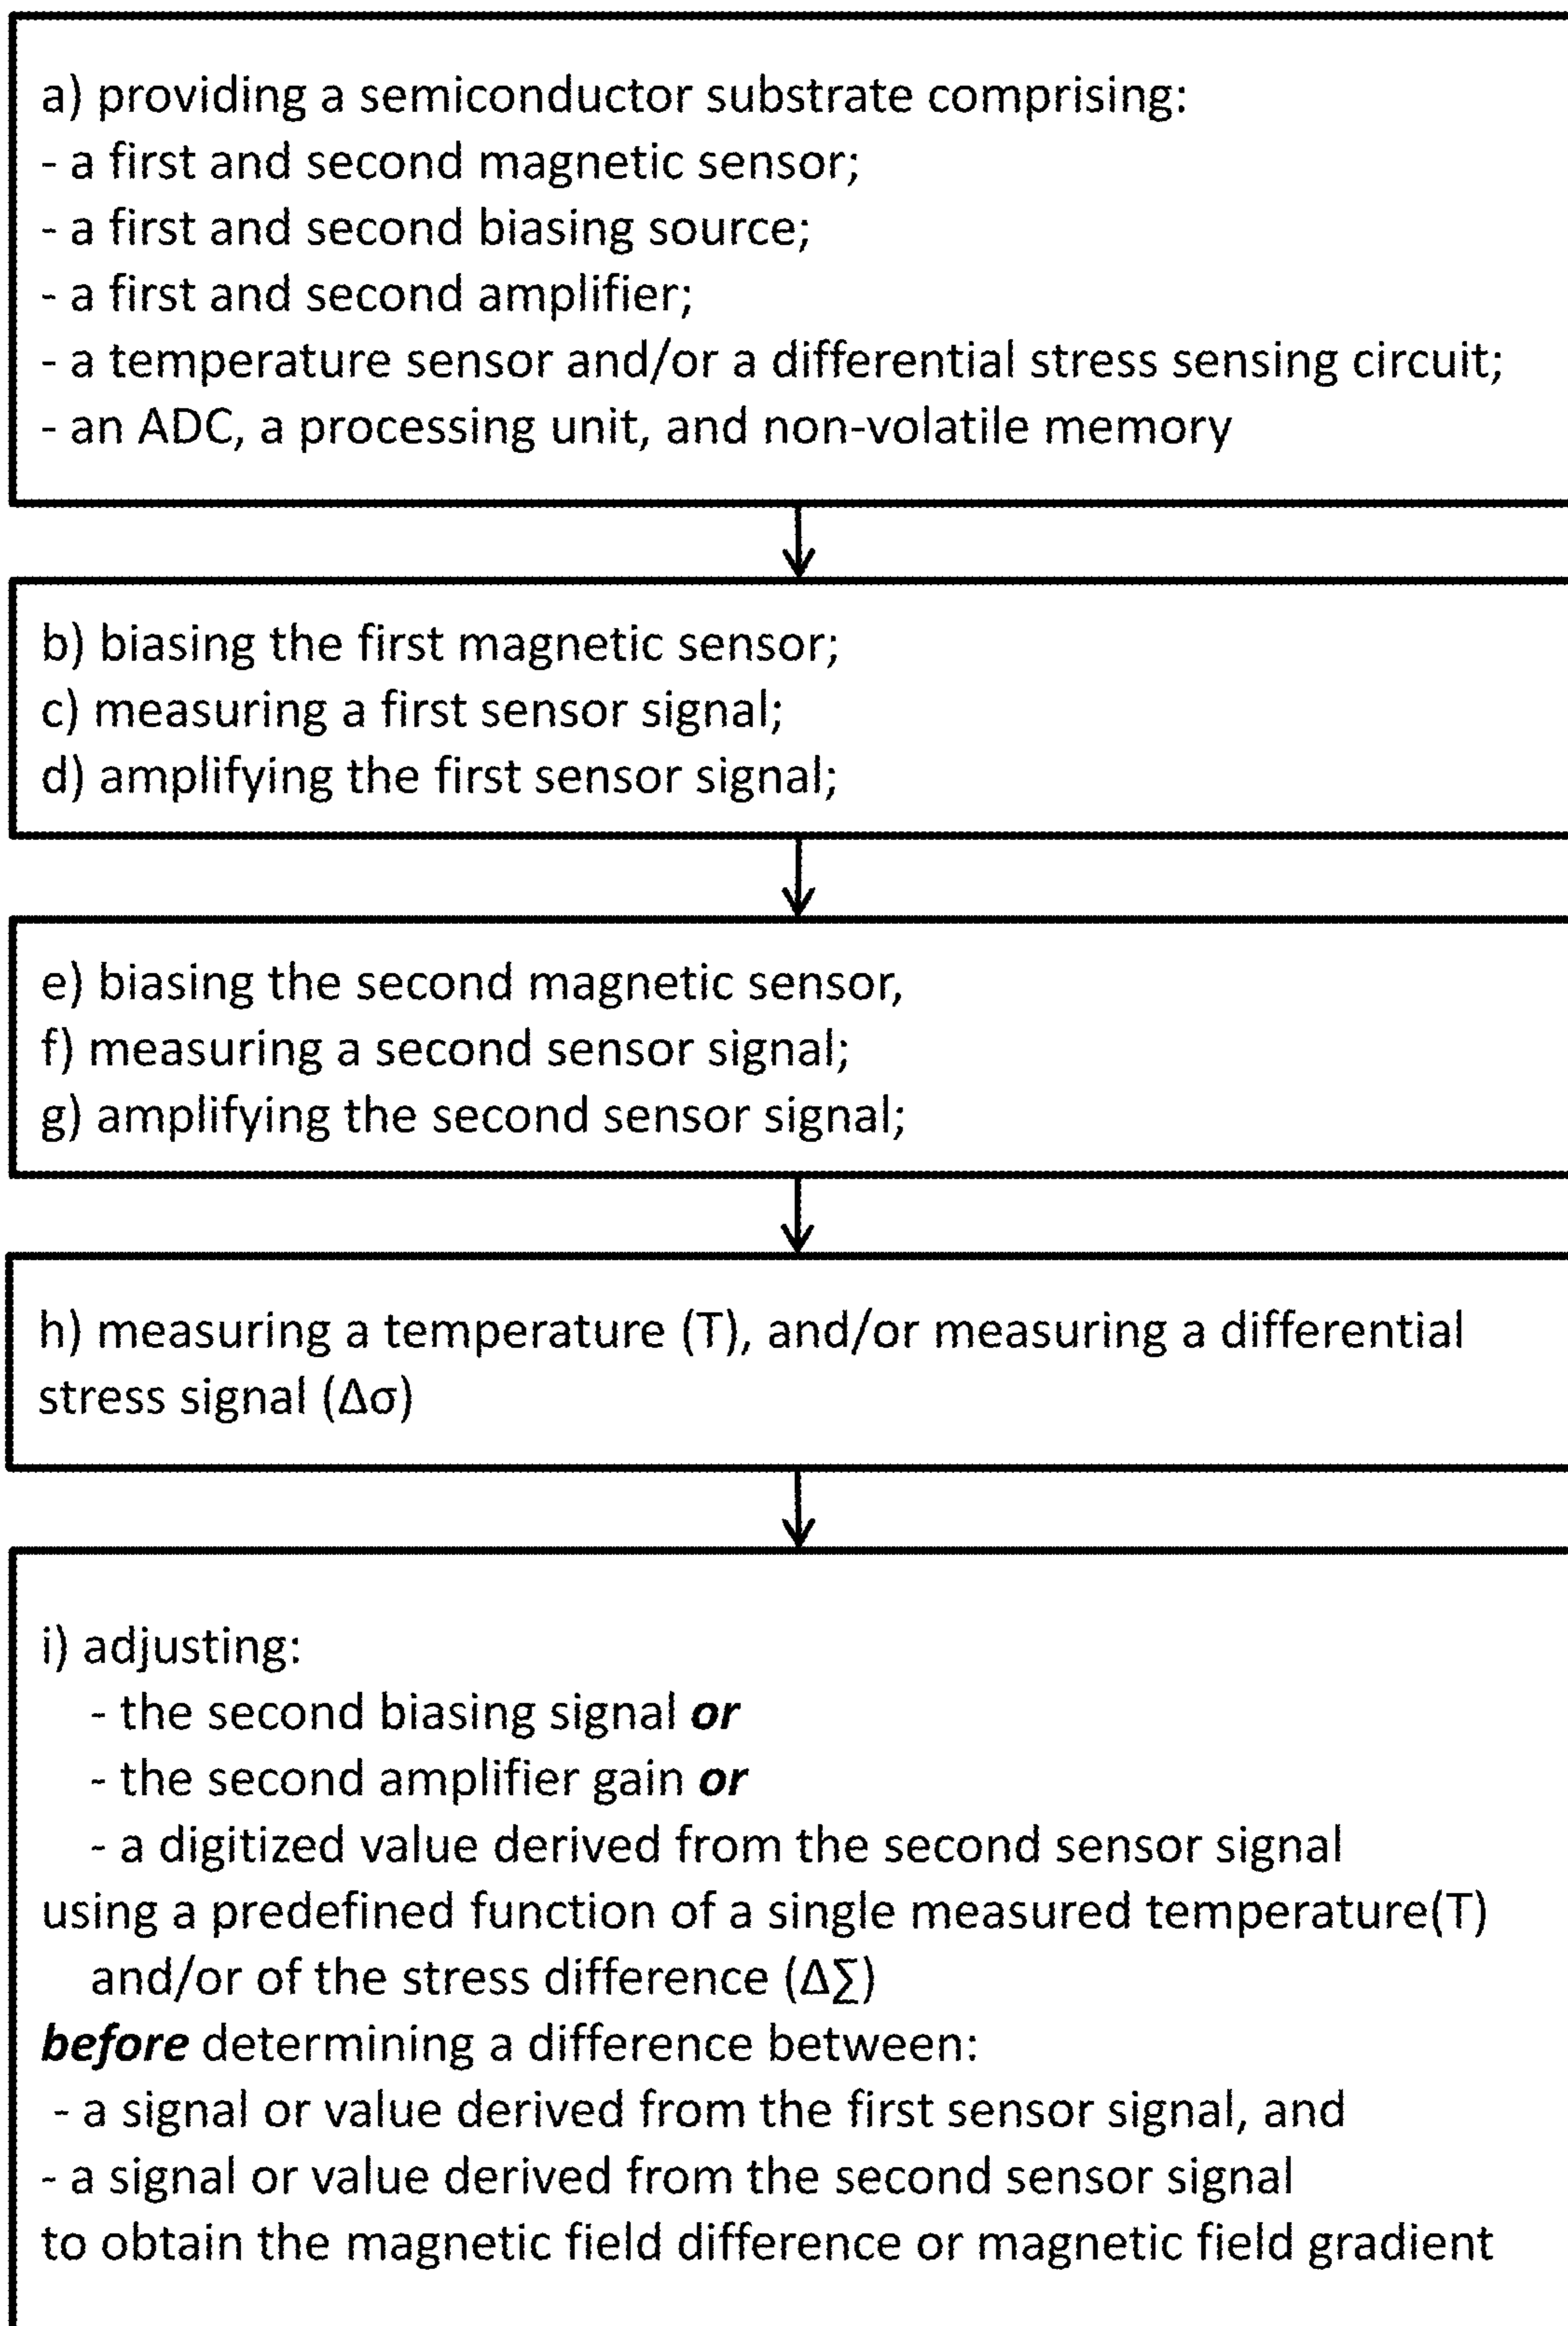 a) providing a semiconductor substrate comprising:
- a first and second magnetic sensor;
- a first and second biasing source;
- a first and second amplifier;
- a temperature sensor and/or a differential stress sensing circuit;
- an ADC, a processing unit, and non-volatile memory
b) biasing the first magnetic sensor;
c) measuring a first sensor signal;
d) amplifying the first sensor signal;
e) biasing the second magnetic sensor,
f) measuring a second sensor signal;
g) amplifying the second sensor signal;
h) measuring a temperature (T), and/or measuring a differential
stress signal (Δσ)
i) adjusting:
- the second biasing signal or
- the second amplifier gain or
- a digitized value derived from the second sensor signal
using a predefined function of a single measured temperature(T)
and/or of the stress difference (Δ∑)
before determining a difference between:
- a signal or value derived from the first sensor signal, and
- a signal or value derived from the second sensor signal
to obtain the magnetic field difference or magnetic field gradient